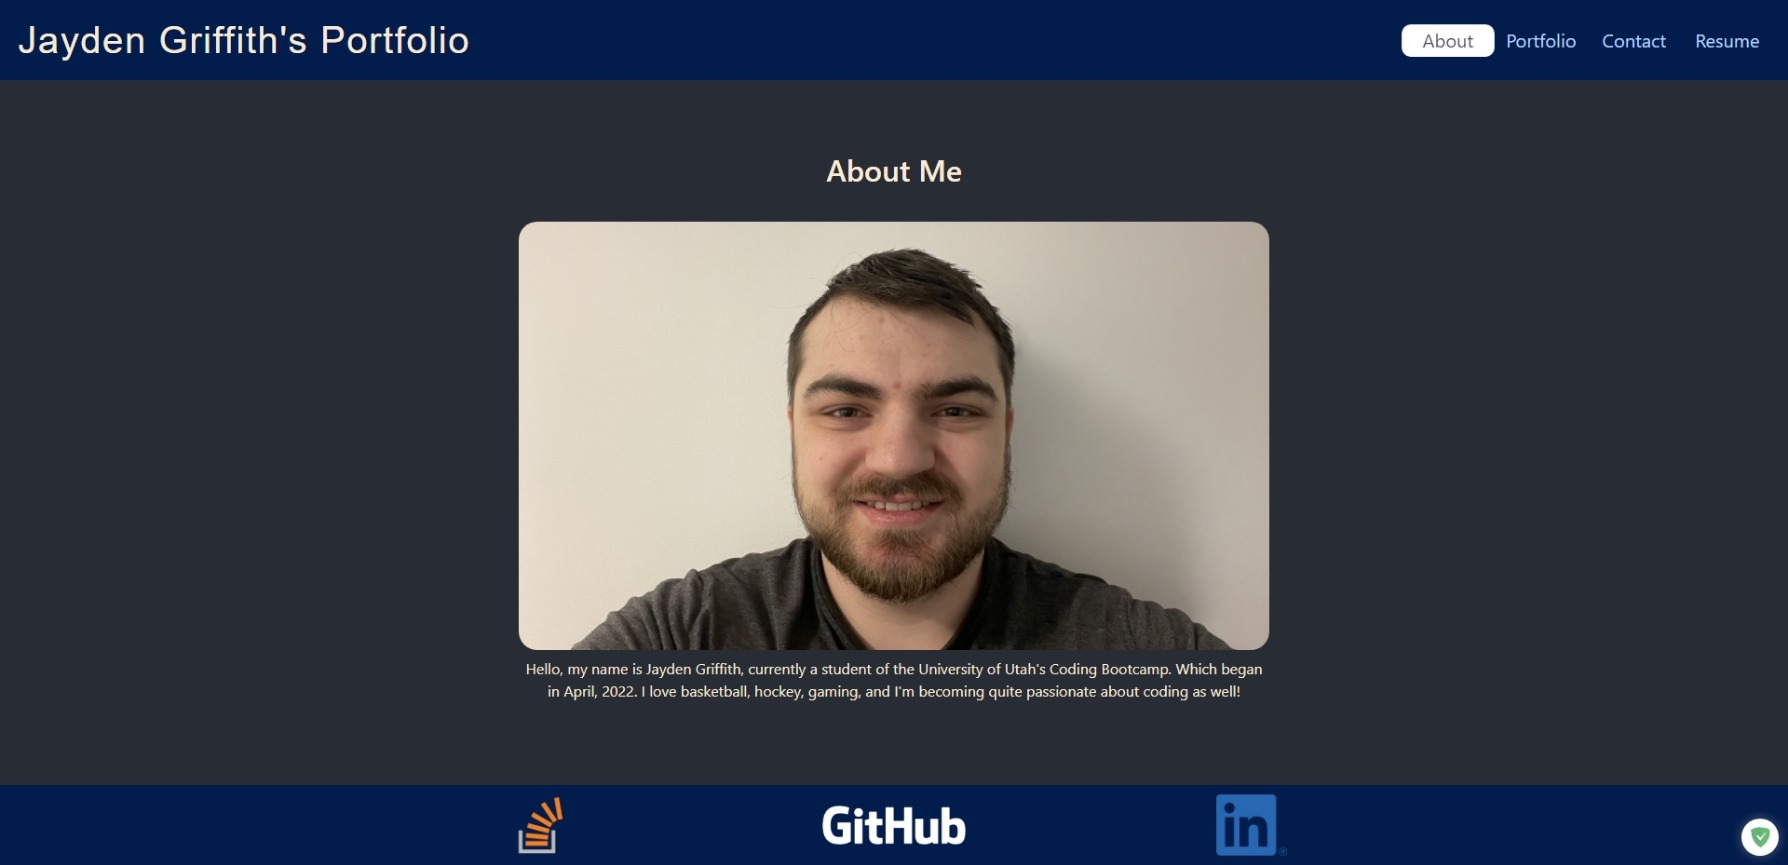 Jayden Griffith's Portfolio
About Portfolio Contact Resume
About Me
Hello, my name is Jayden Griffith, currently a student of the University of Utah's Coding Bootcamp. Which began
in April, 2022. I love basketball, hockey, gaming, and I'm becoming quite passionate about coding as well!
GitHub
in®